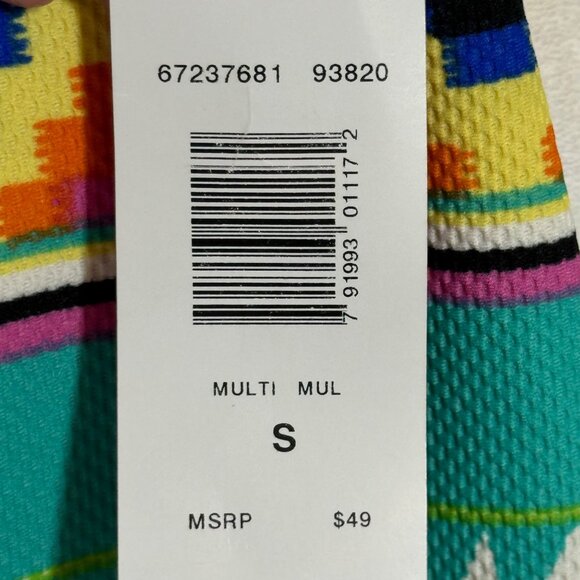 67237681 93820
7 91993 01117 2
MULTI MUL
S
MSRP $49